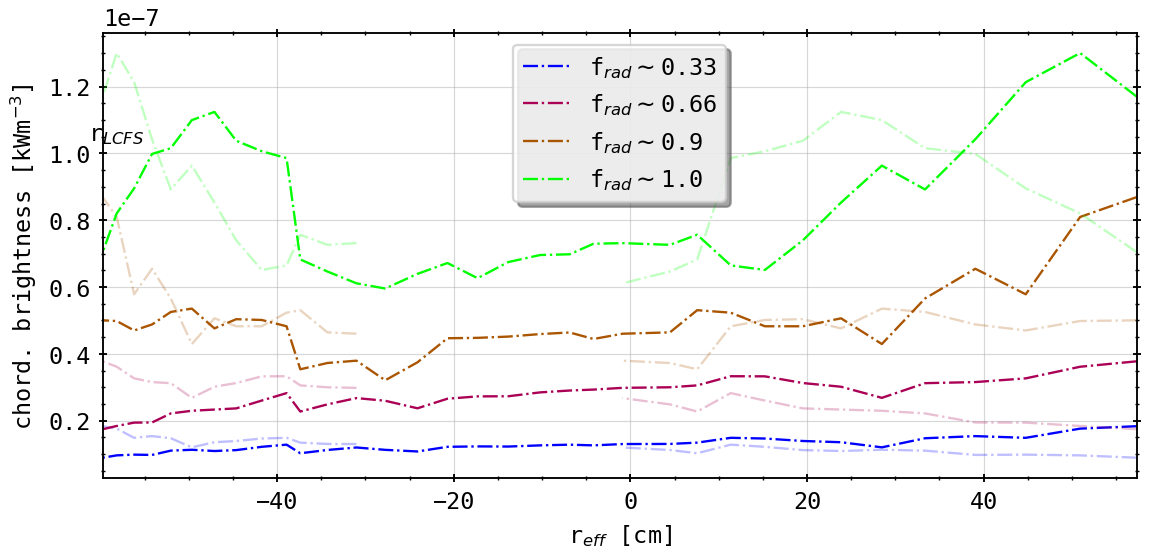 1e−7
chord. brightness [kWm⁻³]
1.2
1.0
0.8
0.6
0.4
0.2
r_LCFS
f_rad∼0.33
f_rad∼0.66
f_rad∼0.9
f_rad∼1.0
−40 −20 0 20 40
r_eff [cm]